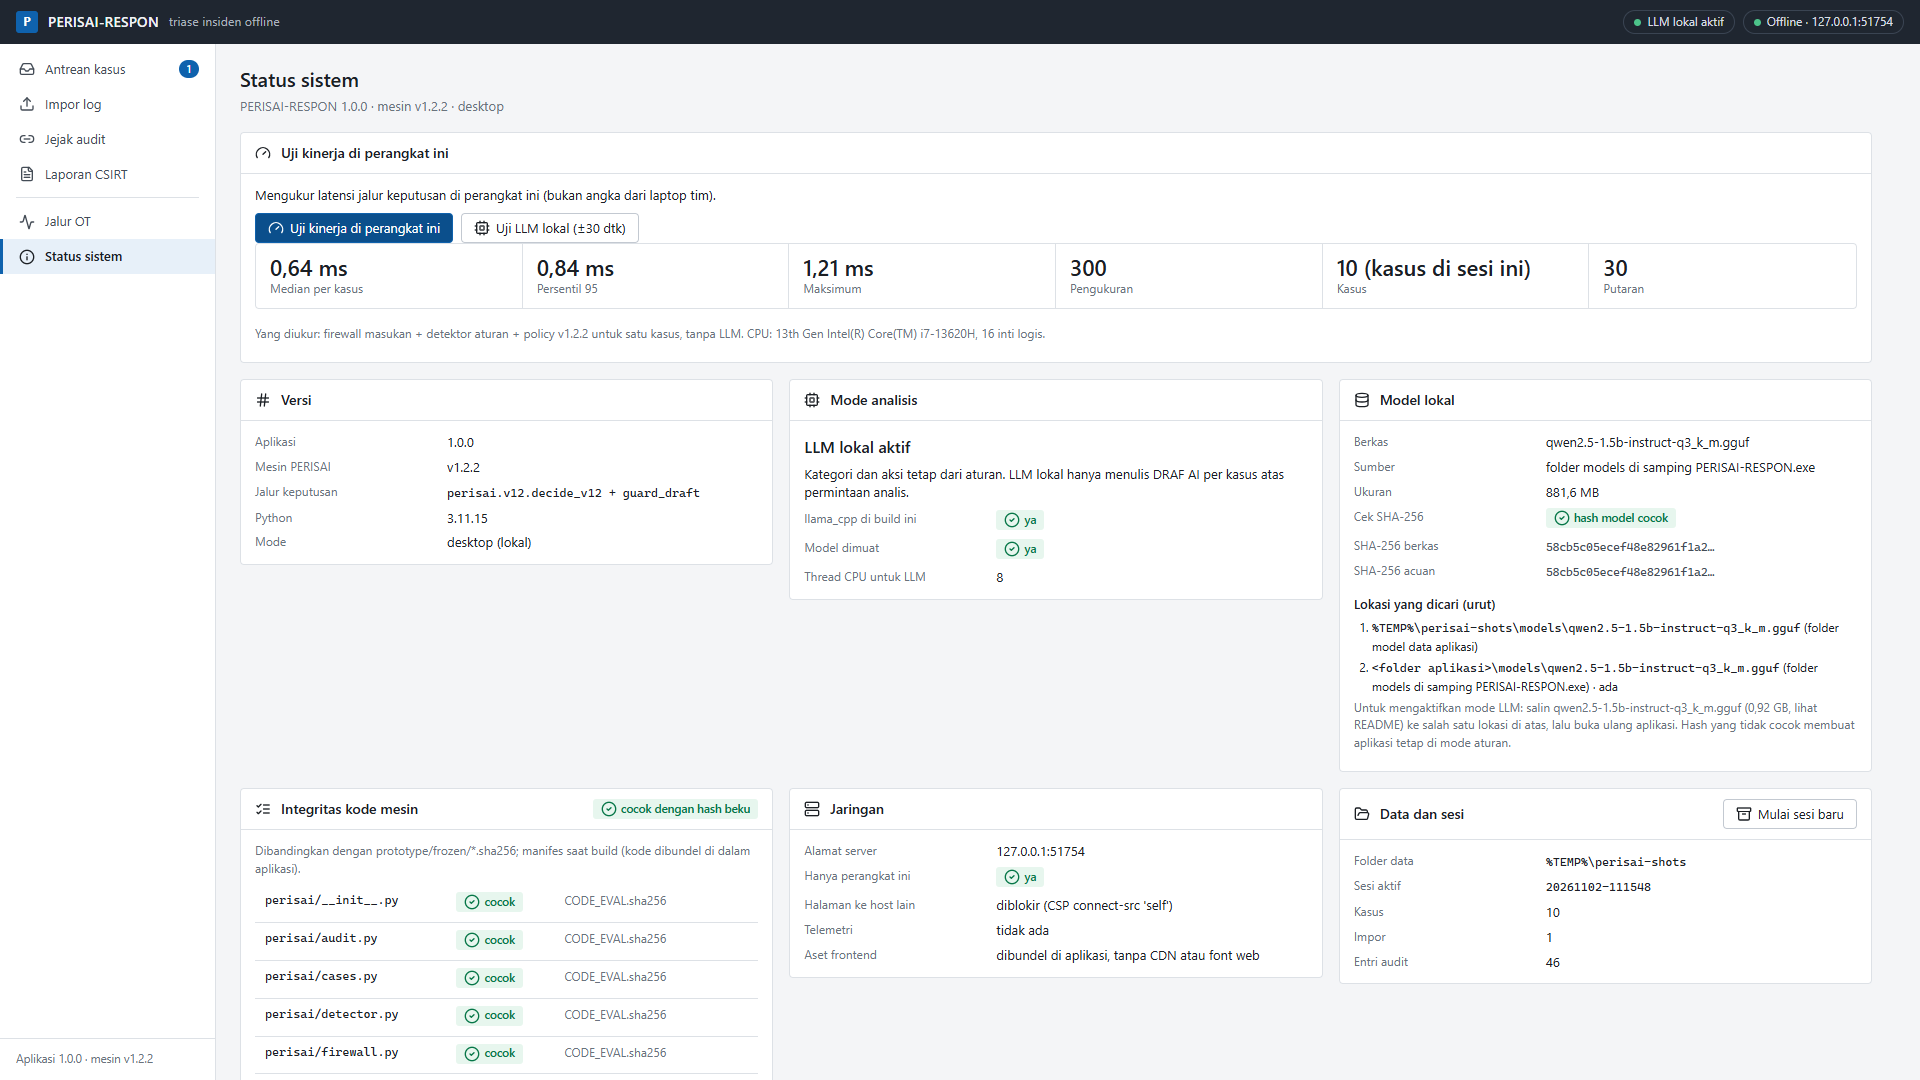 P PERISAI-RESPON triase insiden offline
LLM lokal aktif
Offline · 127.0.0.1:51754
Antrean kasus 1
Impor log
Jejak audit
Laporan CSIRT
Jalur OT
Status sistem
Aplikasi 1.0.0 · mesin v1.2.2
Status sistem
PERISAI-RESPON 1.0.0 · mesin v1.2.2 · desktop
Uji kinerja di perangkat ini
Mengukur latensi jalur keputusan di perangkat ini (bukan angka dari laptop tim).
Uji kinerja di perangkat ini
Uji LLM lokal (±30 dtk)
0,64 ms
Median per kasus
0,84 ms
Persentil 95
1,21 ms
Maksimum
300
Pengukuran
10 (kasus di sesi ini)
Kasus
30
Putaran
Yang diukur: firewall masukan + detektor aturan + policy v1.2.2 untuk satu kasus, tanpa LLM. CPU: 13th Gen Intel(R) Core(TM) i7-13620H, 16 inti logis.
Versi
Aplikasi 1.0.0
Mesin PERISAI v1.2.2
Jalur keputusan perisai.v12.decide_v12 + guard_draft
Python 3.11.15
Mode desktop (lokal)
Mode analisis
LLM lokal aktif
Kategori dan aksi tetap dari aturan. LLM lokal hanya menulis DRAF AI per kasus atas
permintaan analis.
llama_cpp di build ini ya
Model dimuat ya
Thread CPU untuk LLM 8
Model lokal
Berkas qwen2.5-1.5b-instruct-q3_k_m.gguf
Sumber folder models di samping PERISAI-RESPON.exe
Ukuran 881,6 MB
Cek SHA-256 hash model cocok
SHA-256 berkas 58cb5c05ecef48e82961f1a2…
SHA-256 acuan 58cb5c05ecef48e82961f1a2…
Lokasi yang dicari (urut)
1. %TEMP%\perisai-shots\models\qwen2.5-1.5b-instruct-q3_k_m.gguf (folder
model data aplikasi)
2. <folder aplikasi>\models\qwen2.5-1.5b-instruct-q3_k_m.gguf (folder
models di samping PERISAI-RESPON.exe) · ada
Untuk mengaktifkan mode LLM: salin qwen2.5-1.5b-instruct-q3_k_m.gguf (0,92 GB, lihat
README) ke salah satu lokasi di atas, lalu buka ulang aplikasi. Hash yang tidak cocok membuat
aplikasi tetap di mode aturan.
Integritas kode mesin cocok dengan hash beku
Dibandingkan dengan prototype/frozen/*.sha256; manifes saat build (kode dibundel di dalam
aplikasi).
perisai/__init__.py cocok CODE_EVAL.sha256
perisai/audit.py cocok CODE_EVAL.sha256
perisai/cases.py cocok CODE_EVAL.sha256
perisai/detector.py cocok CODE_EVAL.sha256
perisai/firewall.py cocok CODE_EVAL.sha256
Jaringan
Alamat server 127.0.0.1:51754
Hanya perangkat ini ya
Halaman ke host lain diblokir (CSP connect-src 'self')
Telemetri tidak ada
Aset frontend dibundel di aplikasi, tanpa CDN atau font web
Data dan sesi Mulai sesi baru
Folder data %TEMP%\perisai-shots
Sesi aktif 20261102-111548
Kasus 10
Impor 1
Entri audit 46